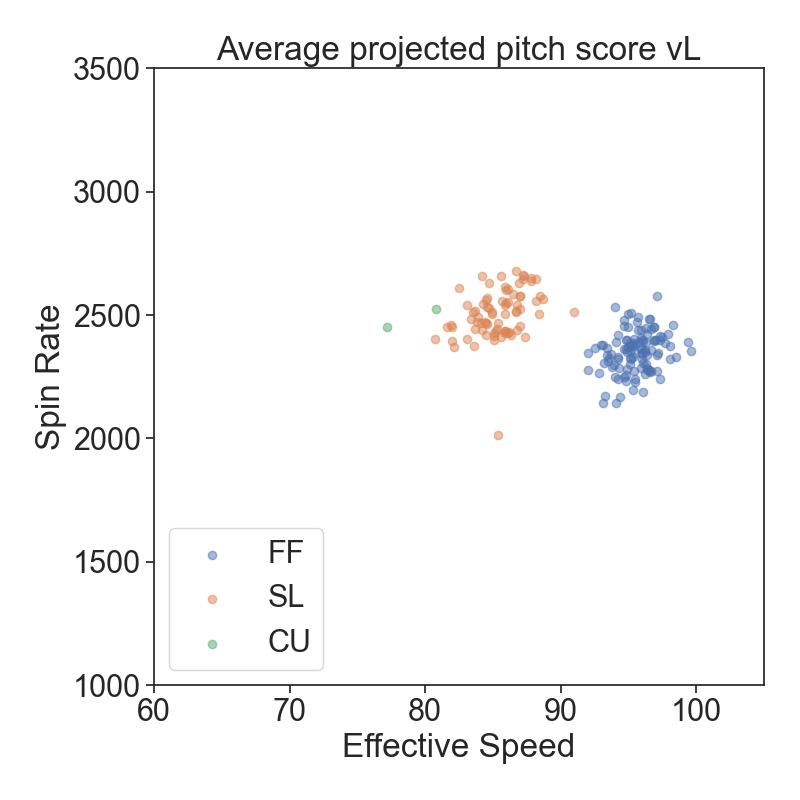 Average projected pitch score vL
Spin Rate
3500
3000
2500
2000
1500
1000
FF
SL
CU
60 70 80 90 100
Effective Speed